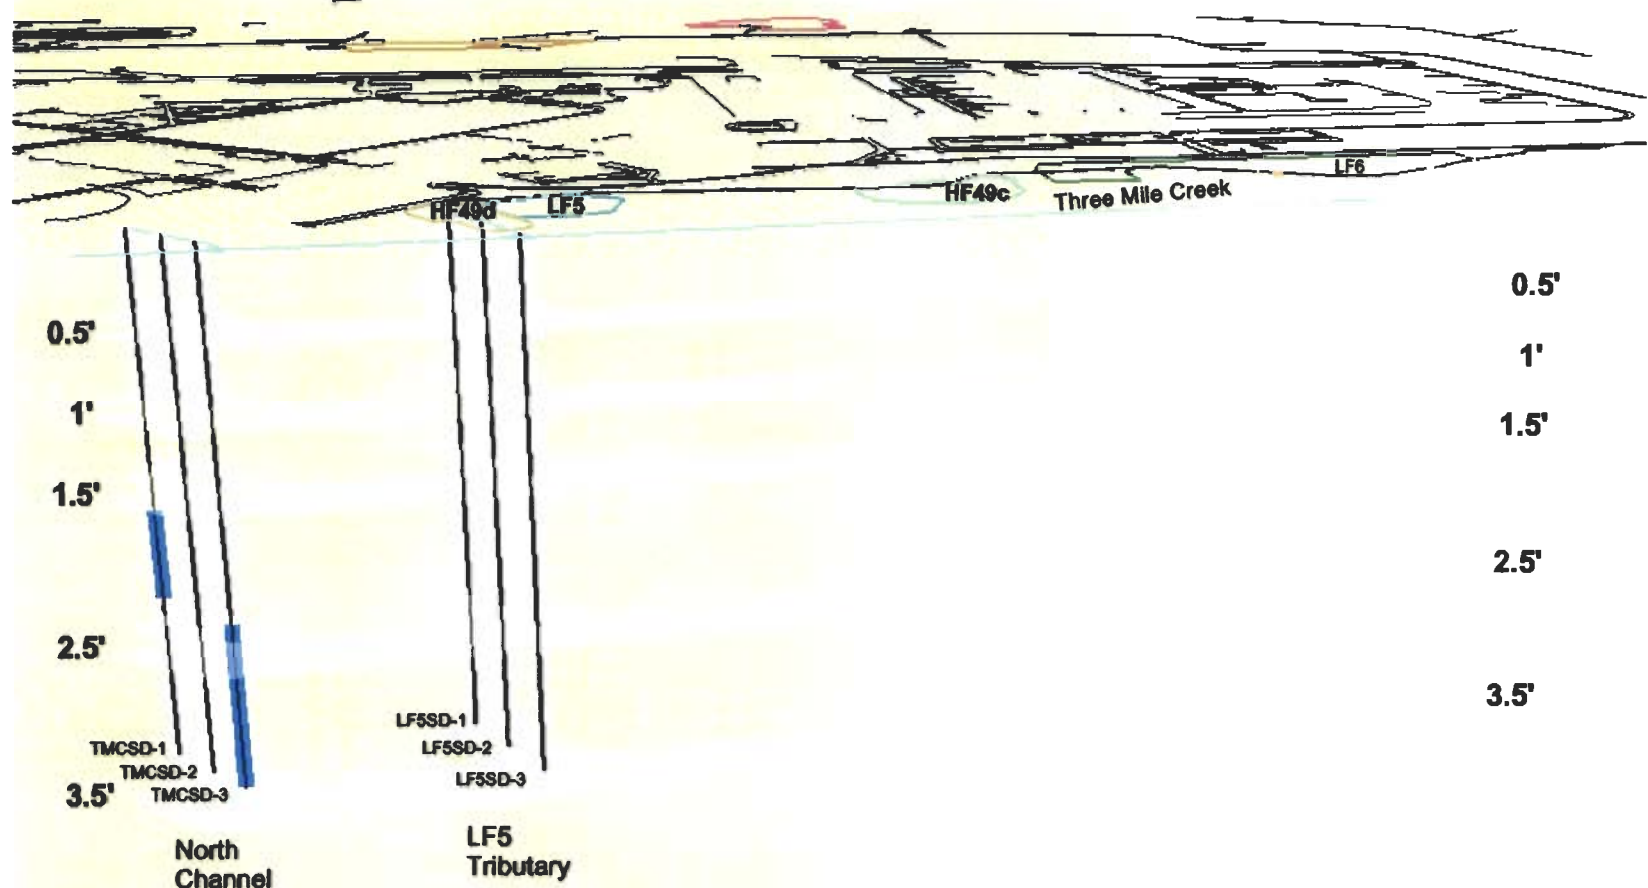 LF6
HF49c
Three Mile Creek
HF49d
LF5
0.5'
1'
1.5'
2.5'
3.5'
0.5'
1'
1.5'
2.5'
3.5'
TMCSD-1
TMCSD-2
TMCSD-3
LF5SD-1
LF5SD-2
LF5SD-3
North
Channel
LF5
Tributary